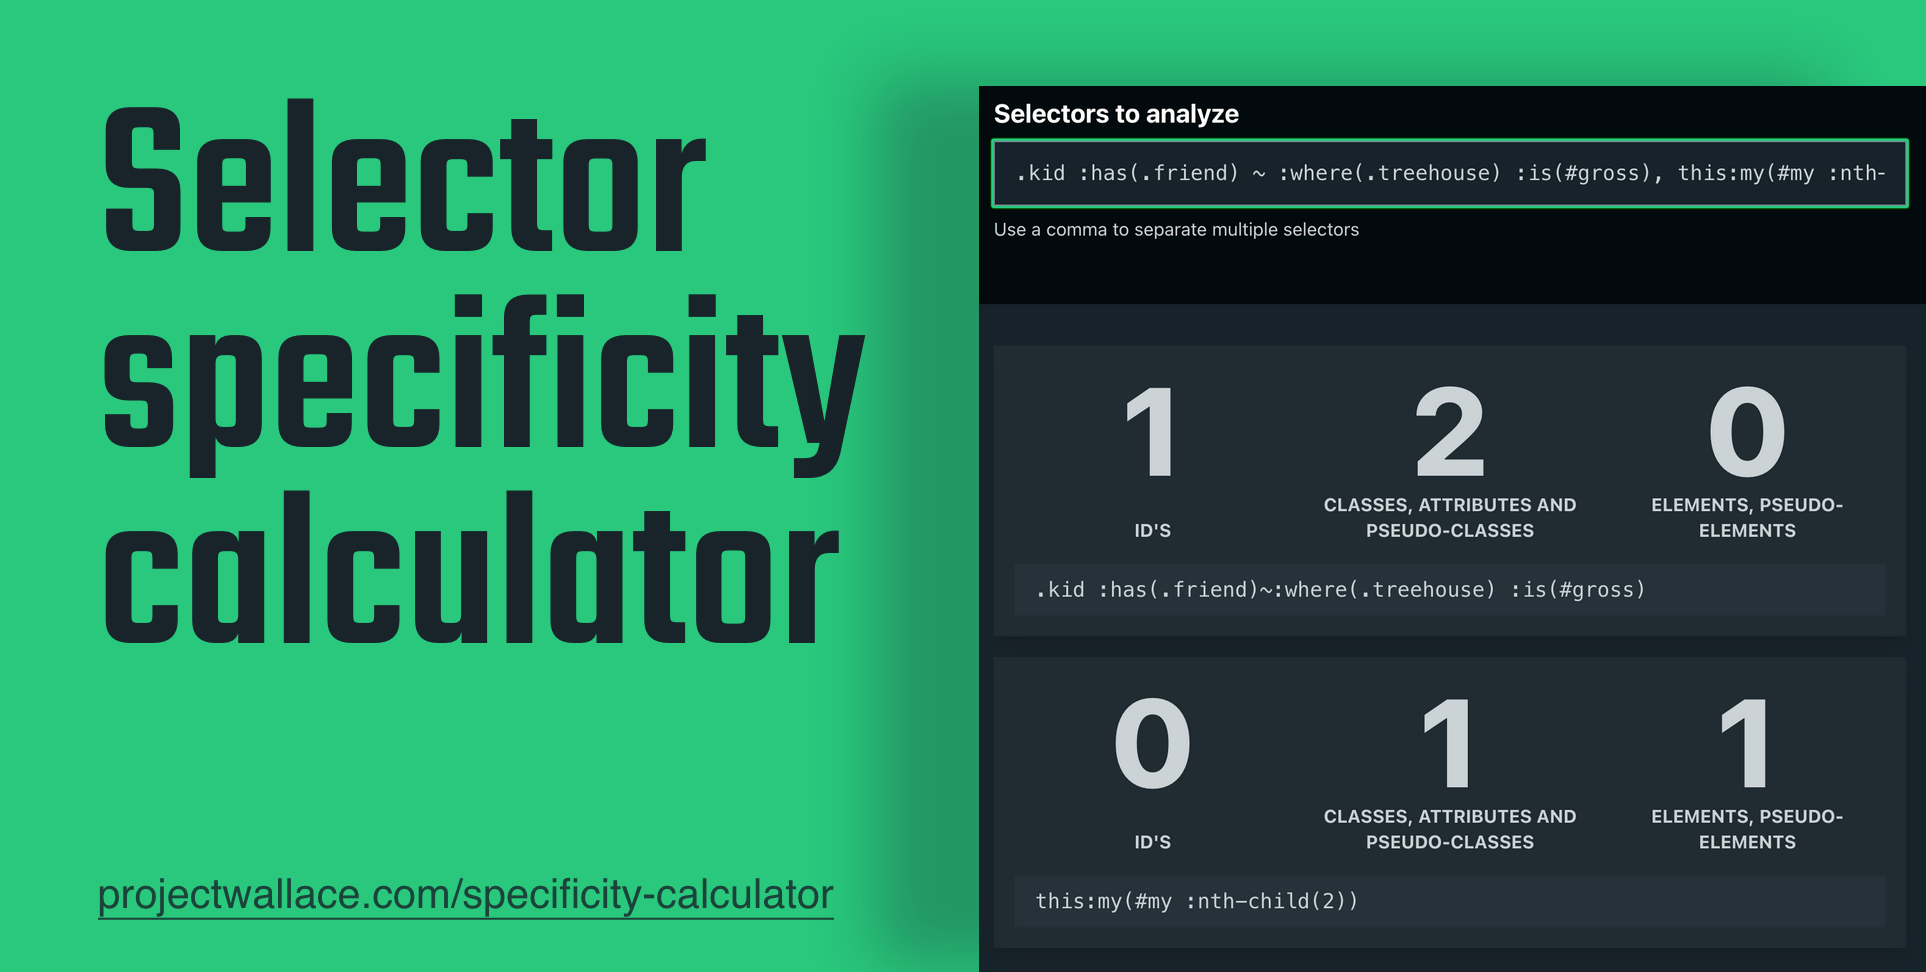 Selector
specificity
calculator
projectwallace.com/specificity-calculator
Selectors to analyze
.kid :has(.friend) ~ :where(.treehouse) :is(#gross), this:my(#my :nth-
Use a comma to separate multiple selectors
1
2
0
ID'S
CLASSES, ATTRIBUTES AND
PSEUDO-CLASSES
ELEMENTS, PSEUDO-
ELEMENTS
.kid :has(.friend)~:where(.treehouse) :is(#gross)
0
1
1
ID'S
CLASSES, ATTRIBUTES AND
PSEUDO-CLASSES
ELEMENTS, PSEUDO-
ELEMENTS
this:my(#my :nth-child(2))